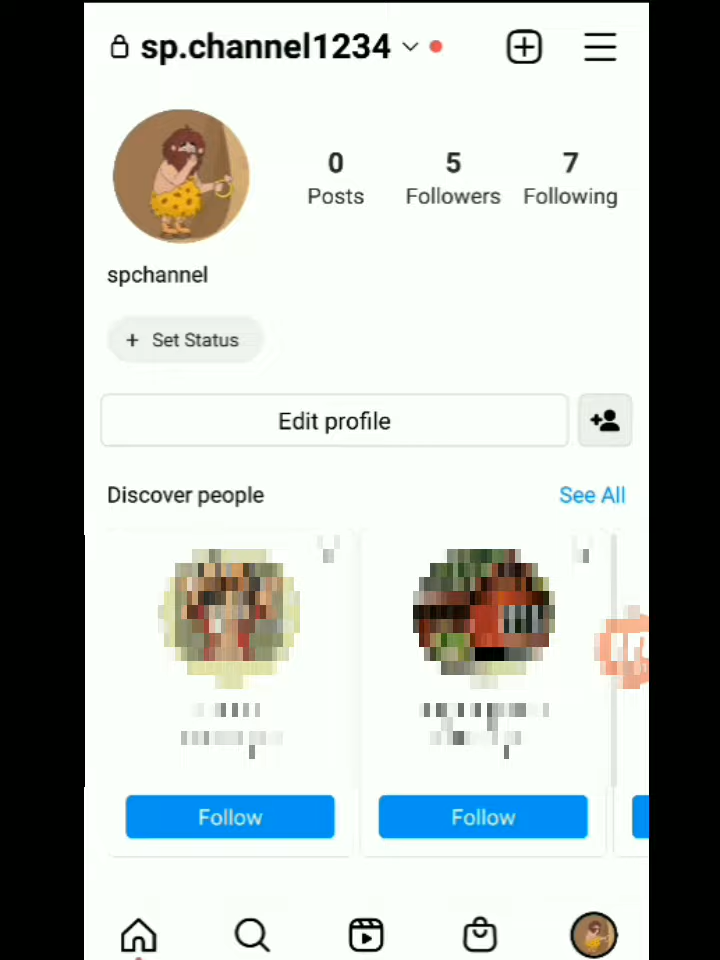 sp.channel1234
0 5 7
Posts Followers Following
spchannel
+ Set Status
Edit profile
Discover people See All
Follow Follow